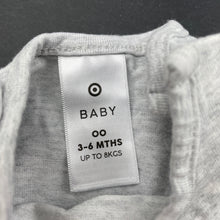 BABY
00
3-6 MTHS
UP TO 8KGS